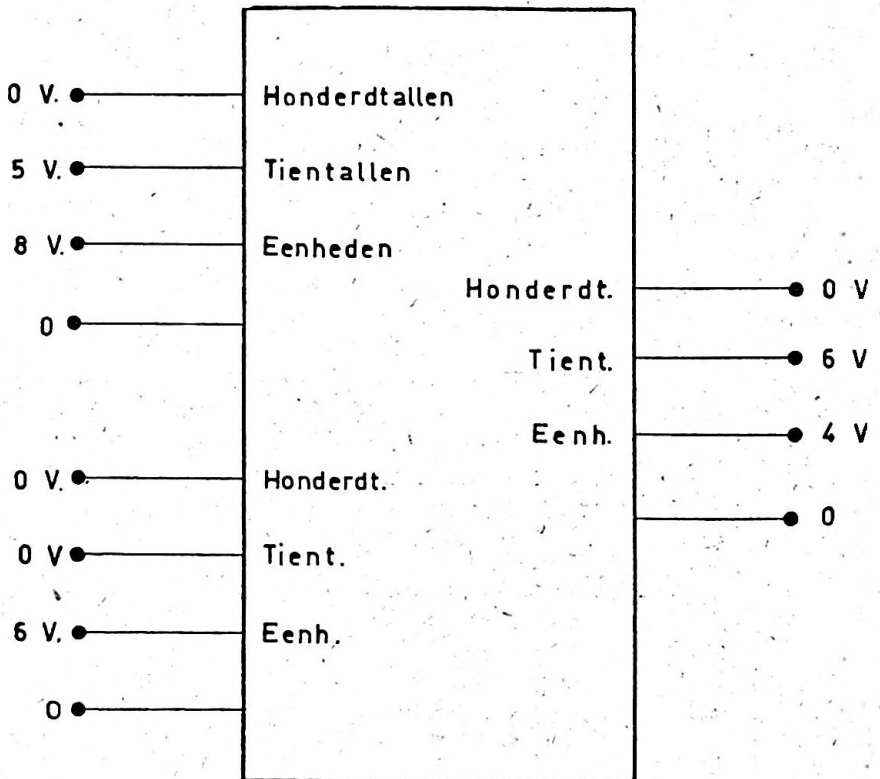 0 V. Honderdtallen
5 V. Tientallen
8 V. Eenheden
0
Honderdt. 0 V
Tient. 6 V
Eenh. 4 V
0
0 V. Honderdt.
0 V Tient.
6 V. Eenh.
0